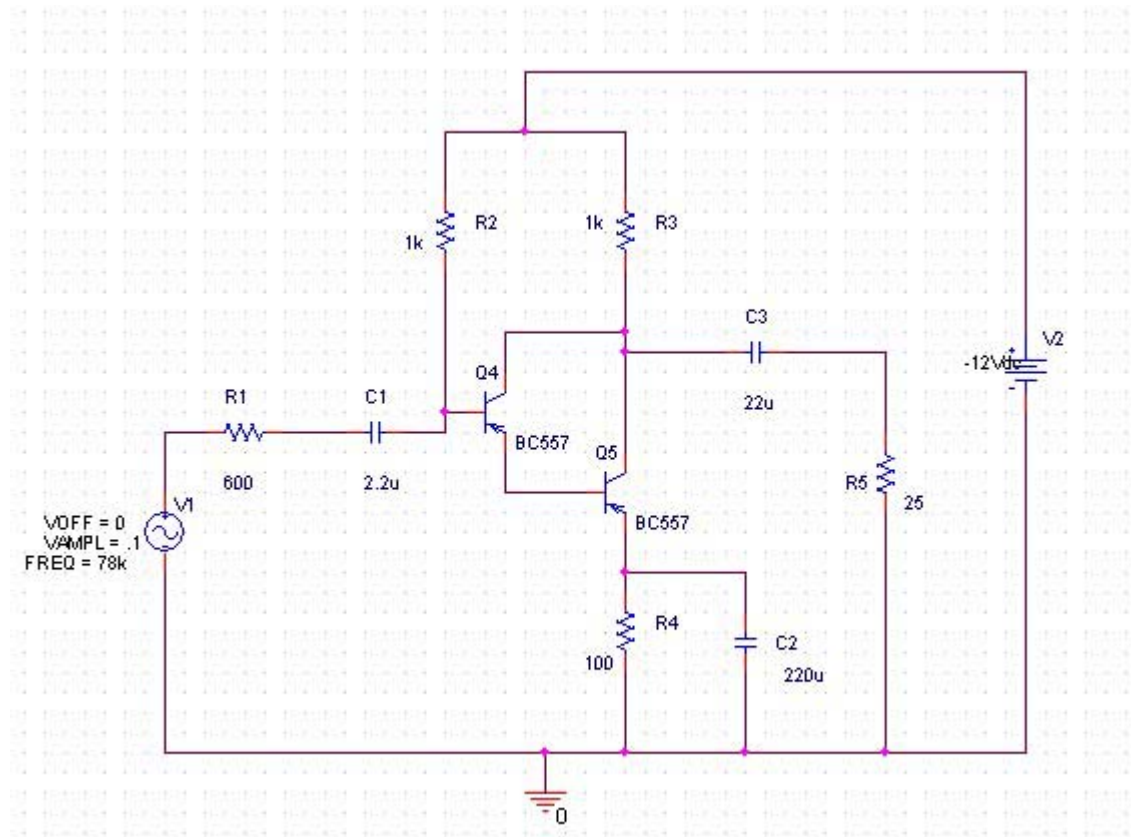 R2
1k
1k
R3
C3
V2
-12Vdc
+
-
22u
Q4
R1
C1
BC557
Q5
600
2.2u
R5
25
V1
BC557
VOFF = 0
VAMPL = .1
FREQ = 78k
R4
100
C2
220u
0